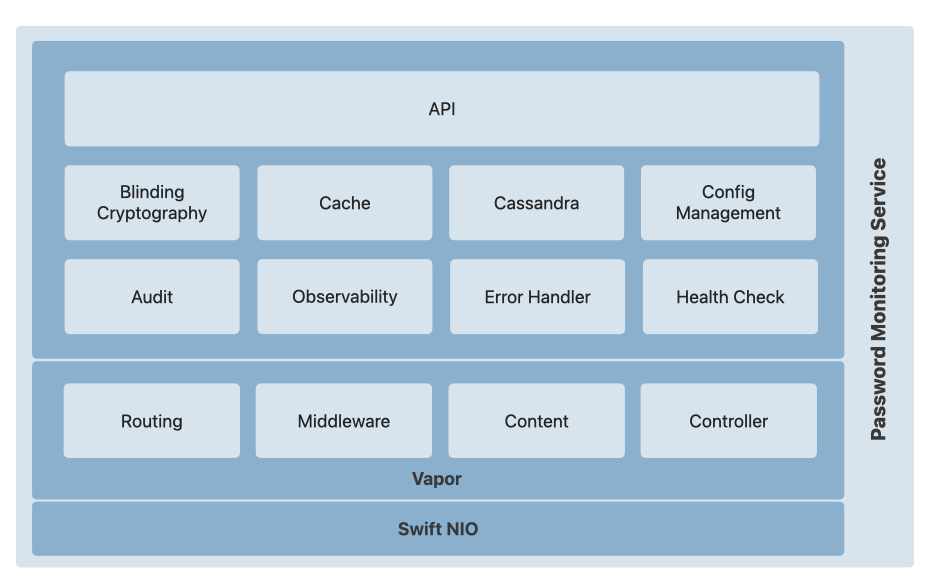 API
Blinding
Cryptography
Cache
Cassandra
Config
Management
Audit
Observability
Error Handler
Health Check
Routing
Middleware
Content
Controller
Vapor
Swift NIO
Password Monitoring Service